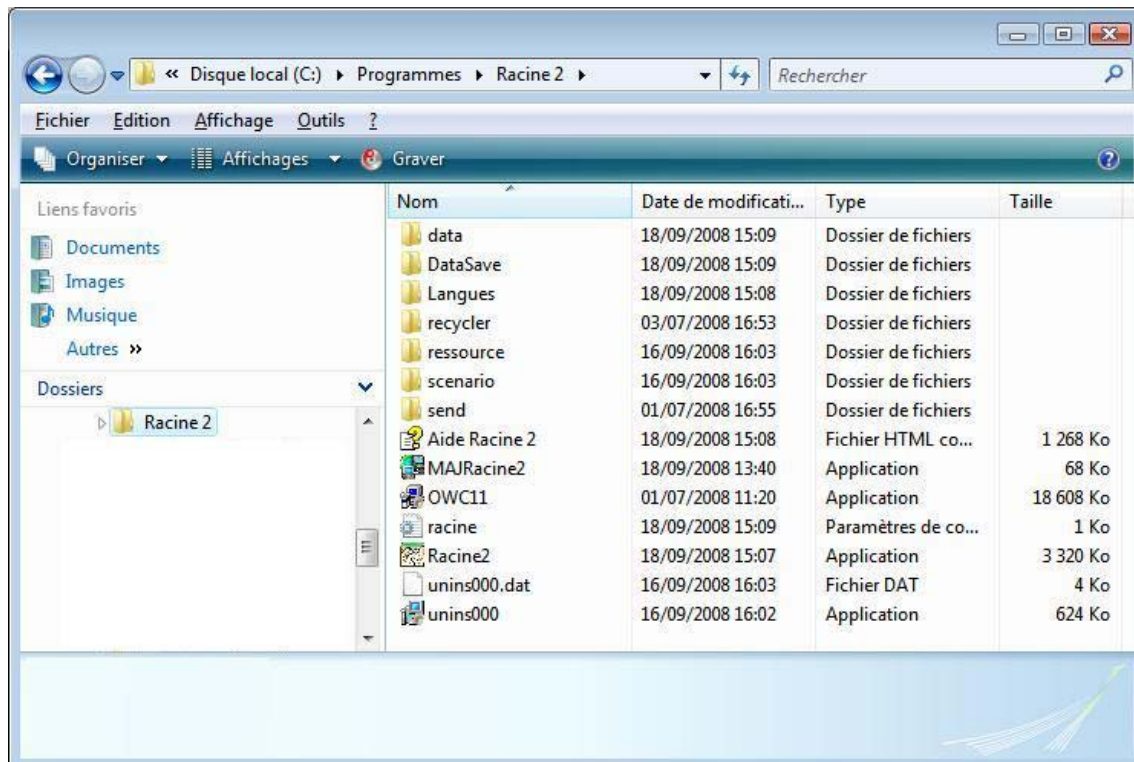 « Disque local (C:) Programmes Racine 2 Rechercher
Fichier Edition Affichage Outils ?
Organiser Affichages Graver ?
Liens favoris
Documents
Images
Musique
Autres »
Dossiers
Racine 2
Nom Date de modificati... Type Taille
data 18/09/2008 15:09 Dossier de fichiers
DataSave 18/09/2008 15:09 Dossier de fichiers
Langues 18/09/2008 15:08 Dossier de fichiers
recycler 03/07/2008 16:53 Dossier de fichiers
ressource 16/09/2008 16:03 Dossier de fichiers
scenario 16/09/2008 16:03 Dossier de fichiers
send 01/07/2008 16:55 Dossier de fichiers
Aide Racine 2 18/09/2008 15:08 Fichier HTML co... 1 268 Ko
MAJRacine2 18/09/2008 13:40 Application 68 Ko
OWC11 01/07/2008 11:20 Application 18 608 Ko
racine 18/09/2008 15:09 Paramètres de co... 1 Ko
Racine2 18/09/2008 15:07 Application 3 320 Ko
unins000.dat 16/09/2008 16:03 Fichier DAT 4 Ko
unins000 16/09/2008 16:02 Application 624 Ko